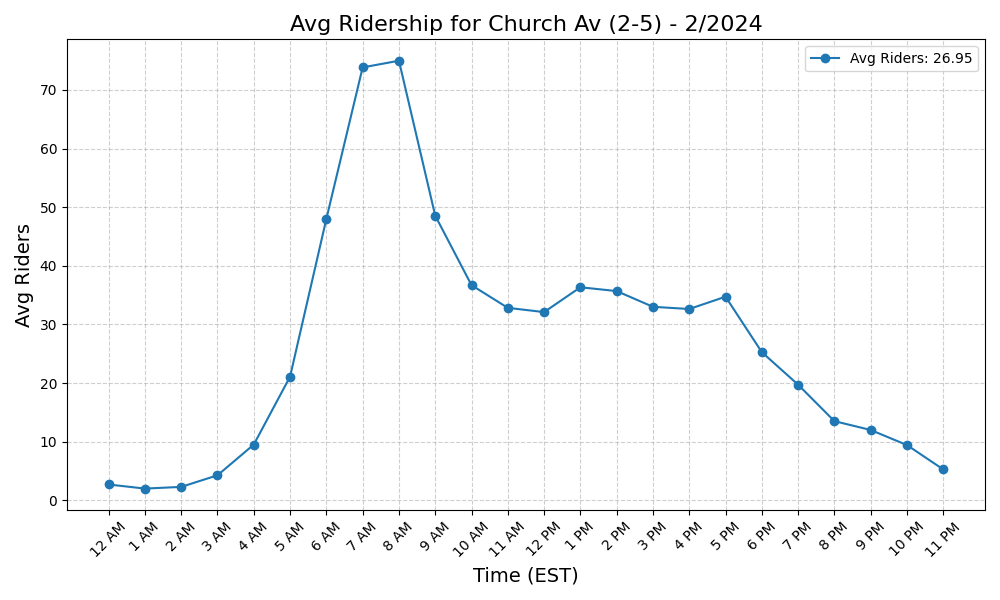 Avg Ridership for Church Av (2-5) - 2/2024
Avg Riders: 26.95
Avg Riders
70
60
50
40
30
20
10
0
12 AM
1 AM
2 AM
3 AM
4 AM
5 AM
6 AM
7 AM
8 AM
9 AM
10 AM
11 AM
12 PM
1 PM
2 PM
3 PM
4 PM
5 PM
6 PM
7 PM
8 PM
9 PM
10 PM
11 PM
Time (EST)